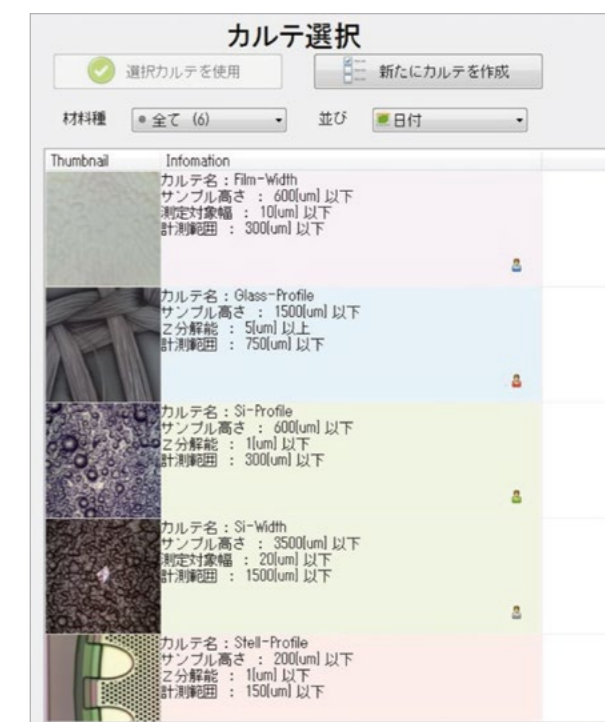 カルテ選択
選択カルテを使用 新たにカルテを作成
材料種 全て (6) 並び 日付
Thumbnail Infomation
カルテ名：Film-Width
サンプル高さ ： 600[um] 以下
測定対象幅 ： 10[um] 以下
計測範囲 ： 300[um] 以下
カルテ名：Glass-Profile
サンプル高さ ： 1500[um] 以下
Z分解能 ： 5[um] 以上
計測範囲 ： 750[um] 以下
カルテ名：Si-Profile
サンプル高さ ： 600[um] 以下
Z分解能 ： 1[um] 以下
計測範囲 ： 300[um] 以下
カルテ名：Si-Width
サンプル高さ ： 3500[um] 以下
測定対象幅 ： 20[um] 以下
計測範囲 ： 1500[um] 以下
カルテ名：Stell-Profile
サンプル高さ ： 200[um] 以下
Z分解能 ： 1[um] 以下
計測範囲 ： 150[um] 以下